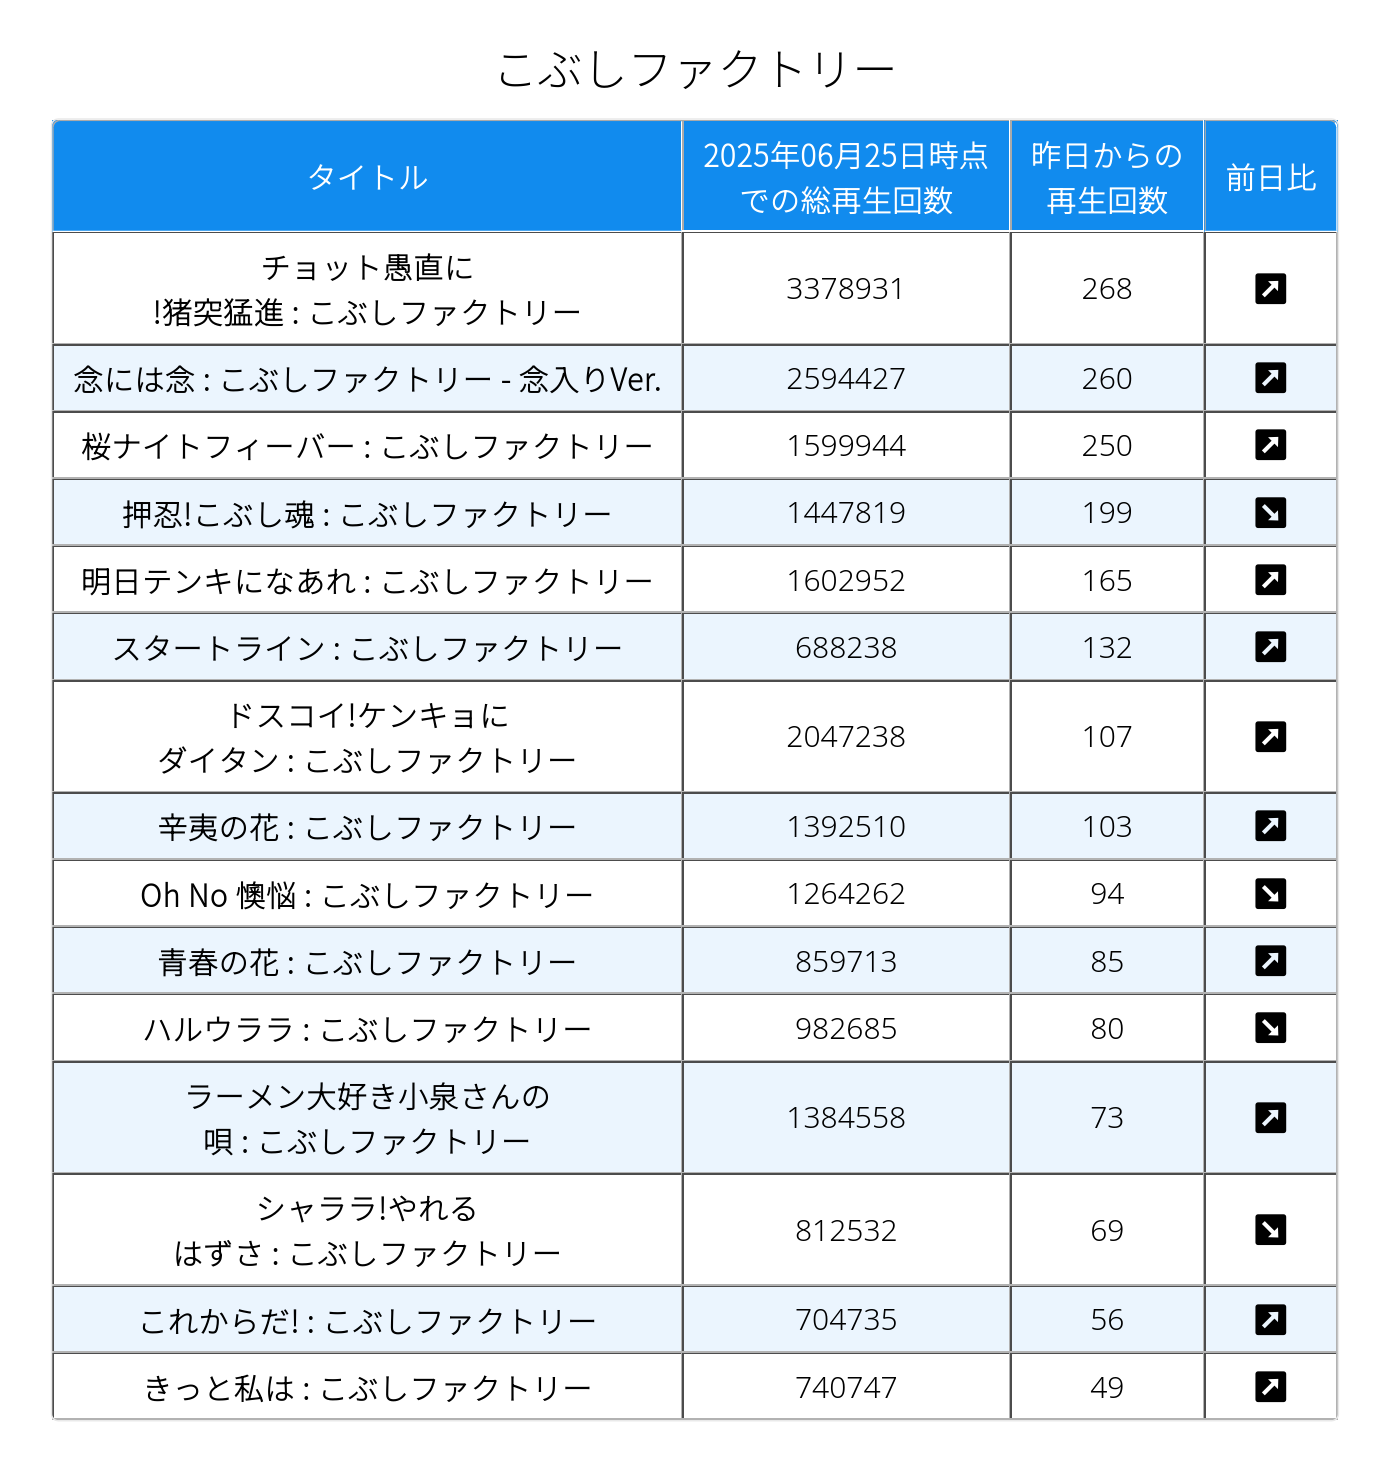 こぶしファクトリー
タイトル
2025年06月25日時点
での総再生回数
昨日からの
再生回数
前日比
チョット愚直に
!猪突猛進 : こぶしファクトリー
3378931
268
念には念 : こぶしファクトリー - 念入りVer.
2594427
260
桜ナイトフィーバー : こぶしファクトリー
1599944
250
押忍!こぶし魂 : こぶしファクトリー
1447819
199
明日テンキになあれ : こぶしファクトリー
1602952
165
スタートライン : こぶしファクトリー
688238
132
ドスコイ!ケンキョに
ダイタン : こぶしファクトリー
2047238
107
辛夷の花 : こぶしファクトリー
1392510
103
Oh No 懊悩 : こぶしファクトリー
1264262
94
青春の花 : こぶしファクトリー
859713
85
ハルウララ : こぶしファクトリー
982685
80
ラーメン大好き小泉さんの
唄 : こぶしファクトリー
1384558
73
シャララ!やれる
はずさ : こぶしファクトリー
812532
69
これからだ! : こぶしファクトリー
704735
56
きっと私は : こぶしファクトリー
740747
49